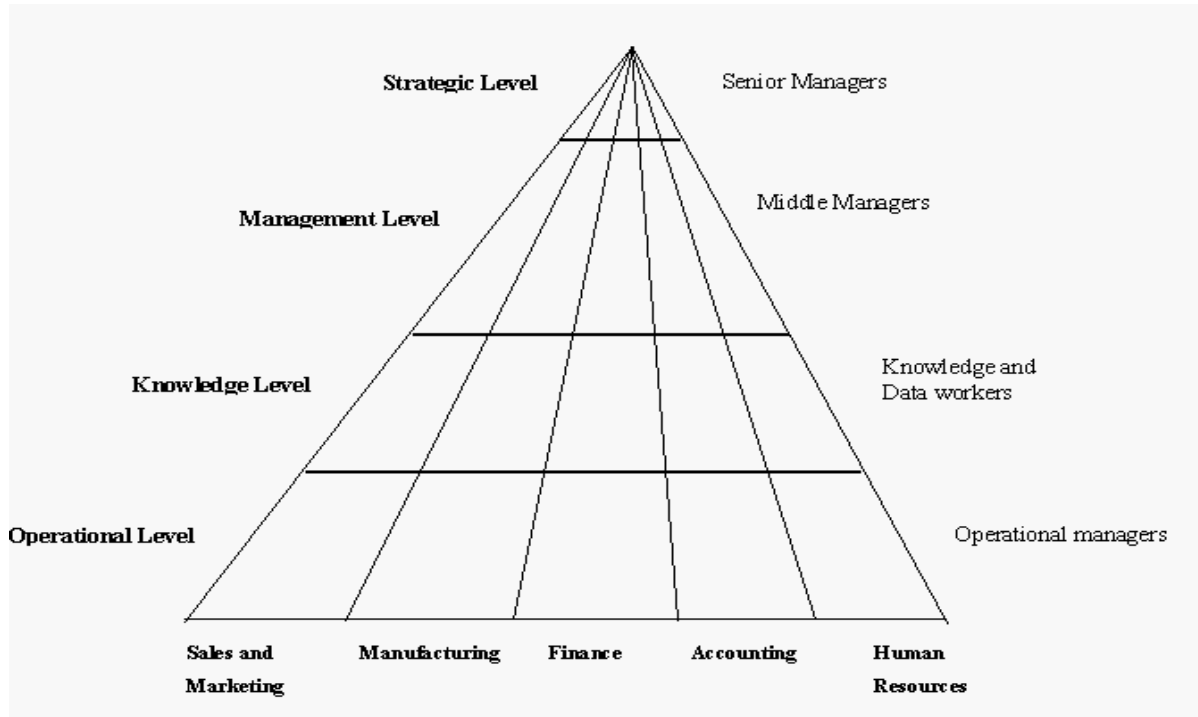 Strategic Level
Senior Managers
Management Level
Middle Managers
Knowledge Level
Knowledge and
Data workers
Operational Level
Operational managers
Sales and
Marketing
Manufacturing
Finance
Accounting
Human
Resources